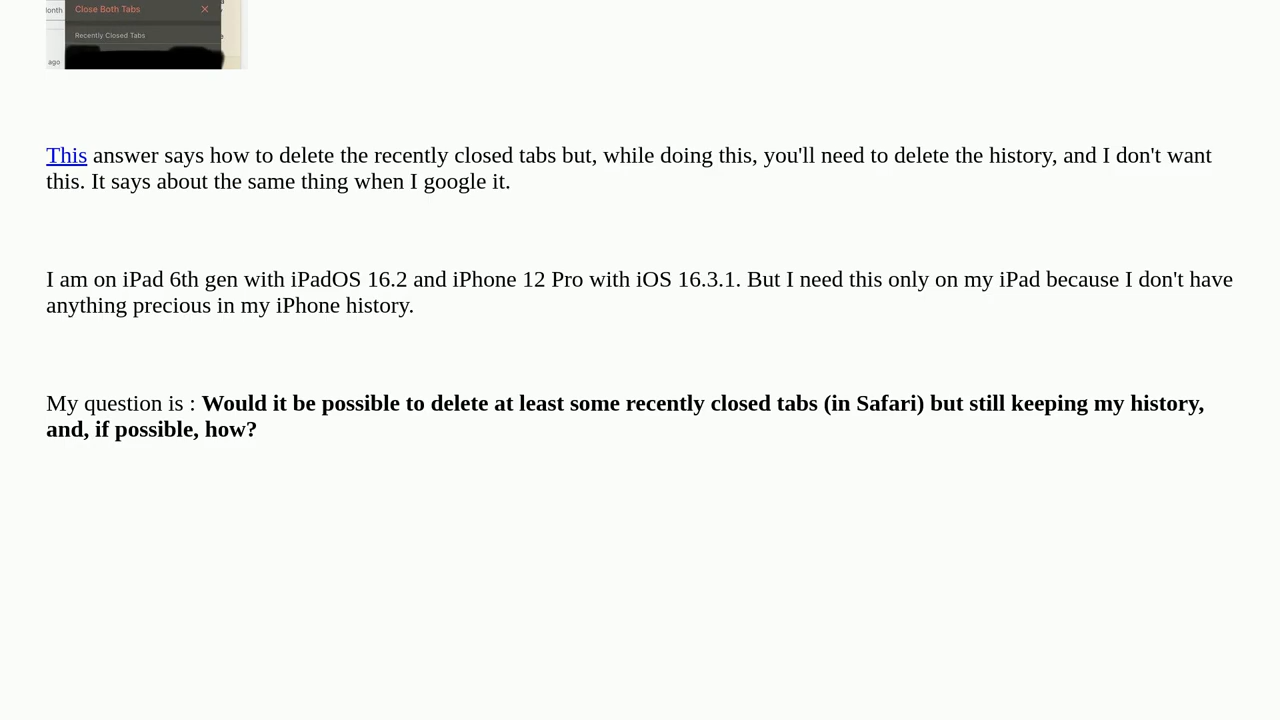 Close Both Tabs
Recently Closed Tabs
ago
This answer says how to delete the recently closed tabs but, while doing this, you'll need to delete the history, and I don't want
this. It says about the same thing when I google it.
I am on iPad 6th gen with iPadOS 16.2 and iPhone 12 Pro with iOS 16.3.1. But I need this only on my iPad because I don't have
anything precious in my iPhone history.
My question is : Would it be possible to delete at least some recently closed tabs (in Safari) but still keeping my history,
and, if possible, how?